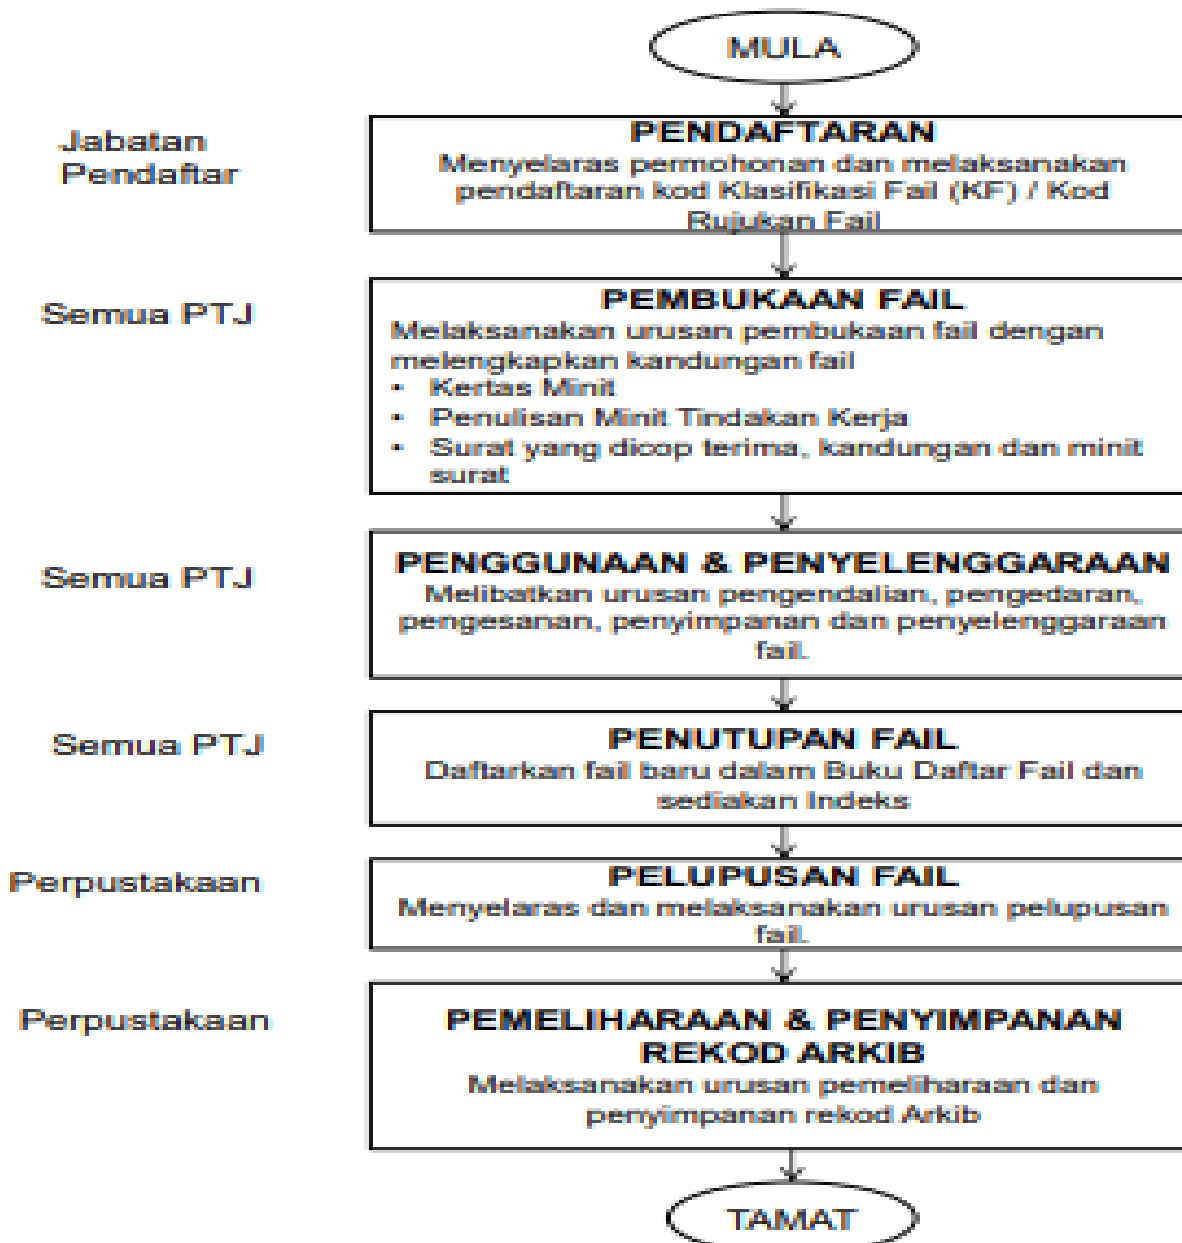 MULA
Jabatan
Pendaftar
PENDAFTARAN
Menyelaras permohonan dan melaksanakan
pendaftaran kod Klasifikasi Fail (KF) / Kod
Rujukan Fail
Semua PTJ
PEMBUKAAN FAIL
Melaksanakan urusan pembukaan fail dengan
melengkapkan kandungan fail
• Kertas Minit
• Penulisan Minit Tindakan Kerja
• Surat yang dicop terima, kandungan dan minit
surat
Semua PTJ
PENGGUNAAN & PENYELENGGARAAN
Melibatkan urusan pengendalian, pengedaran,
pengesanan, penyimpanan dan penyelenggaraan
fail.
Semua PTJ
PENUTUPAN FAIL
Daftarkan fail baru dalam Buku Daftar Fail dan
sediakan Indeks
Perpustakaan
PELUPUSAN FAIL
Menyelaras dan melaksanakan urusan pelupusan
fail.
Perpustakaan
PEMELIHARAAN & PENYIMPANAN
REKOD ARKIB
Melaksanakan urusan pemeliharaan dan
penyimpanan rekod Arkib
TAMAT